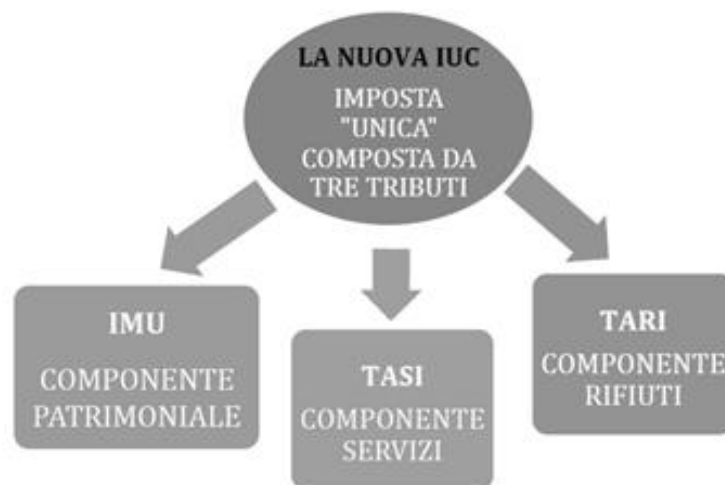 LA NUOVA IUC
IMPOSTA
"UNICA"
COMPOSTA DA
TRE TRIBUTI
IMU
COMPONENTE
PATRIMONIALE
TASI
COMPONENTE
SERVIZI
TARI
COMPONENTE
RIFIUTI